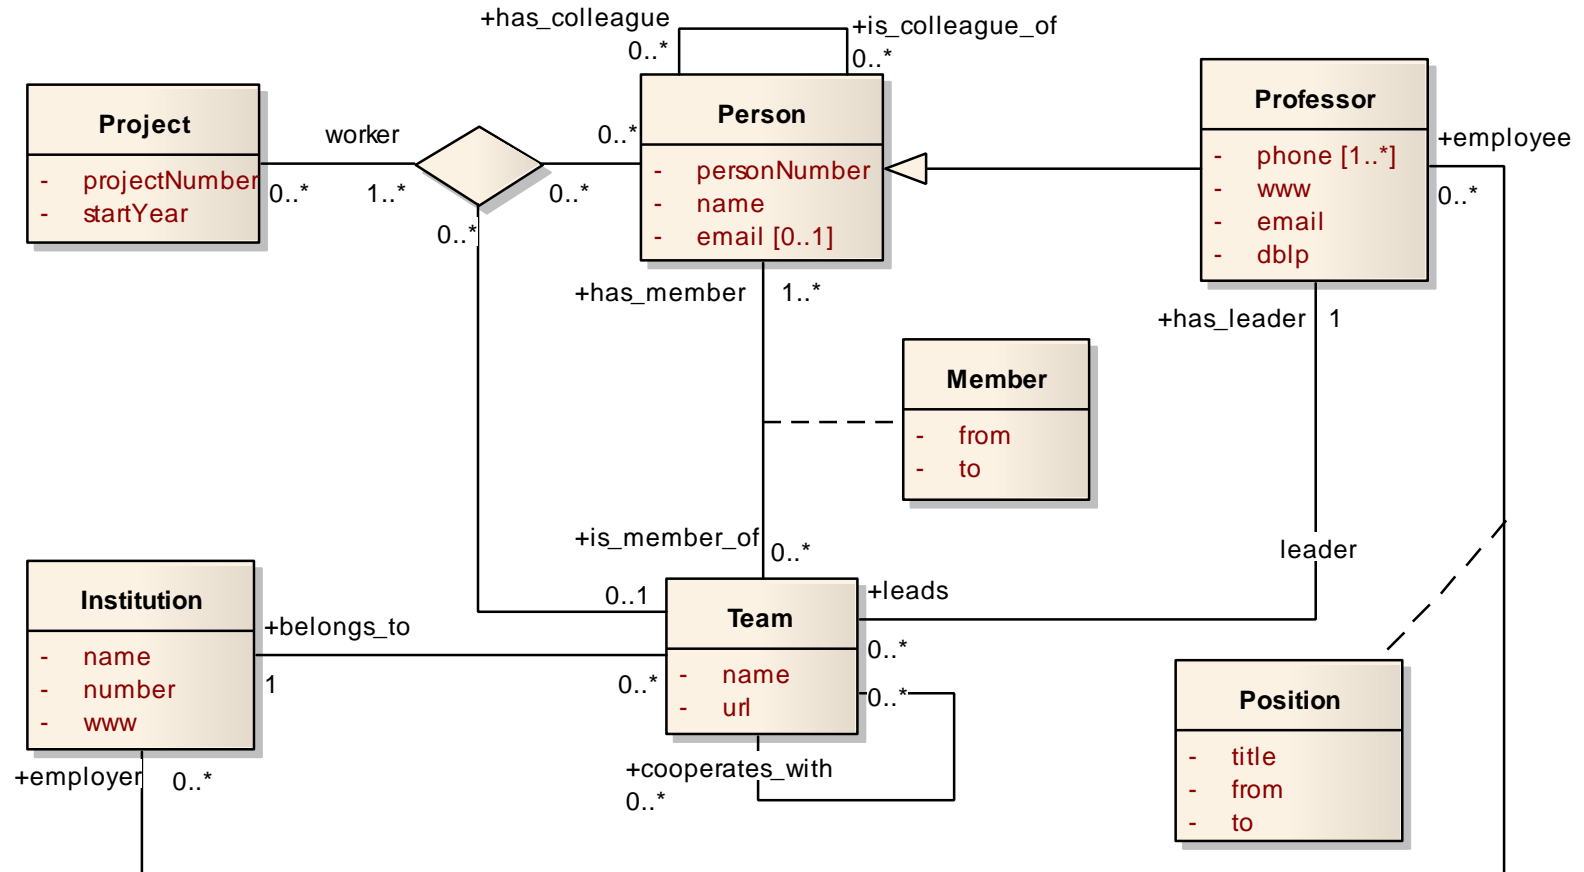 +has_colleague
0..*
+is_colleague_of
0..*
Project
- projectNumber
- startYear
0..*
worker
1..*
0..*
0..*
0..*
Person
- personNumber
- name
- email [0..1]
Professor
- phone [1..*]
- www
- email
- dblp
+employee
0..*
+has_member
1..*
+has_leader
1
Member
- from
- to
+is_member_of
0..*
leader
Institution
- name
- number
- www
+belongs_to
1
0..1
0..*
Team
- name
- url
+leads
0..*
0..*
+cooperates_with
0..*
Position
- title
- from
- to
+employer
0..*